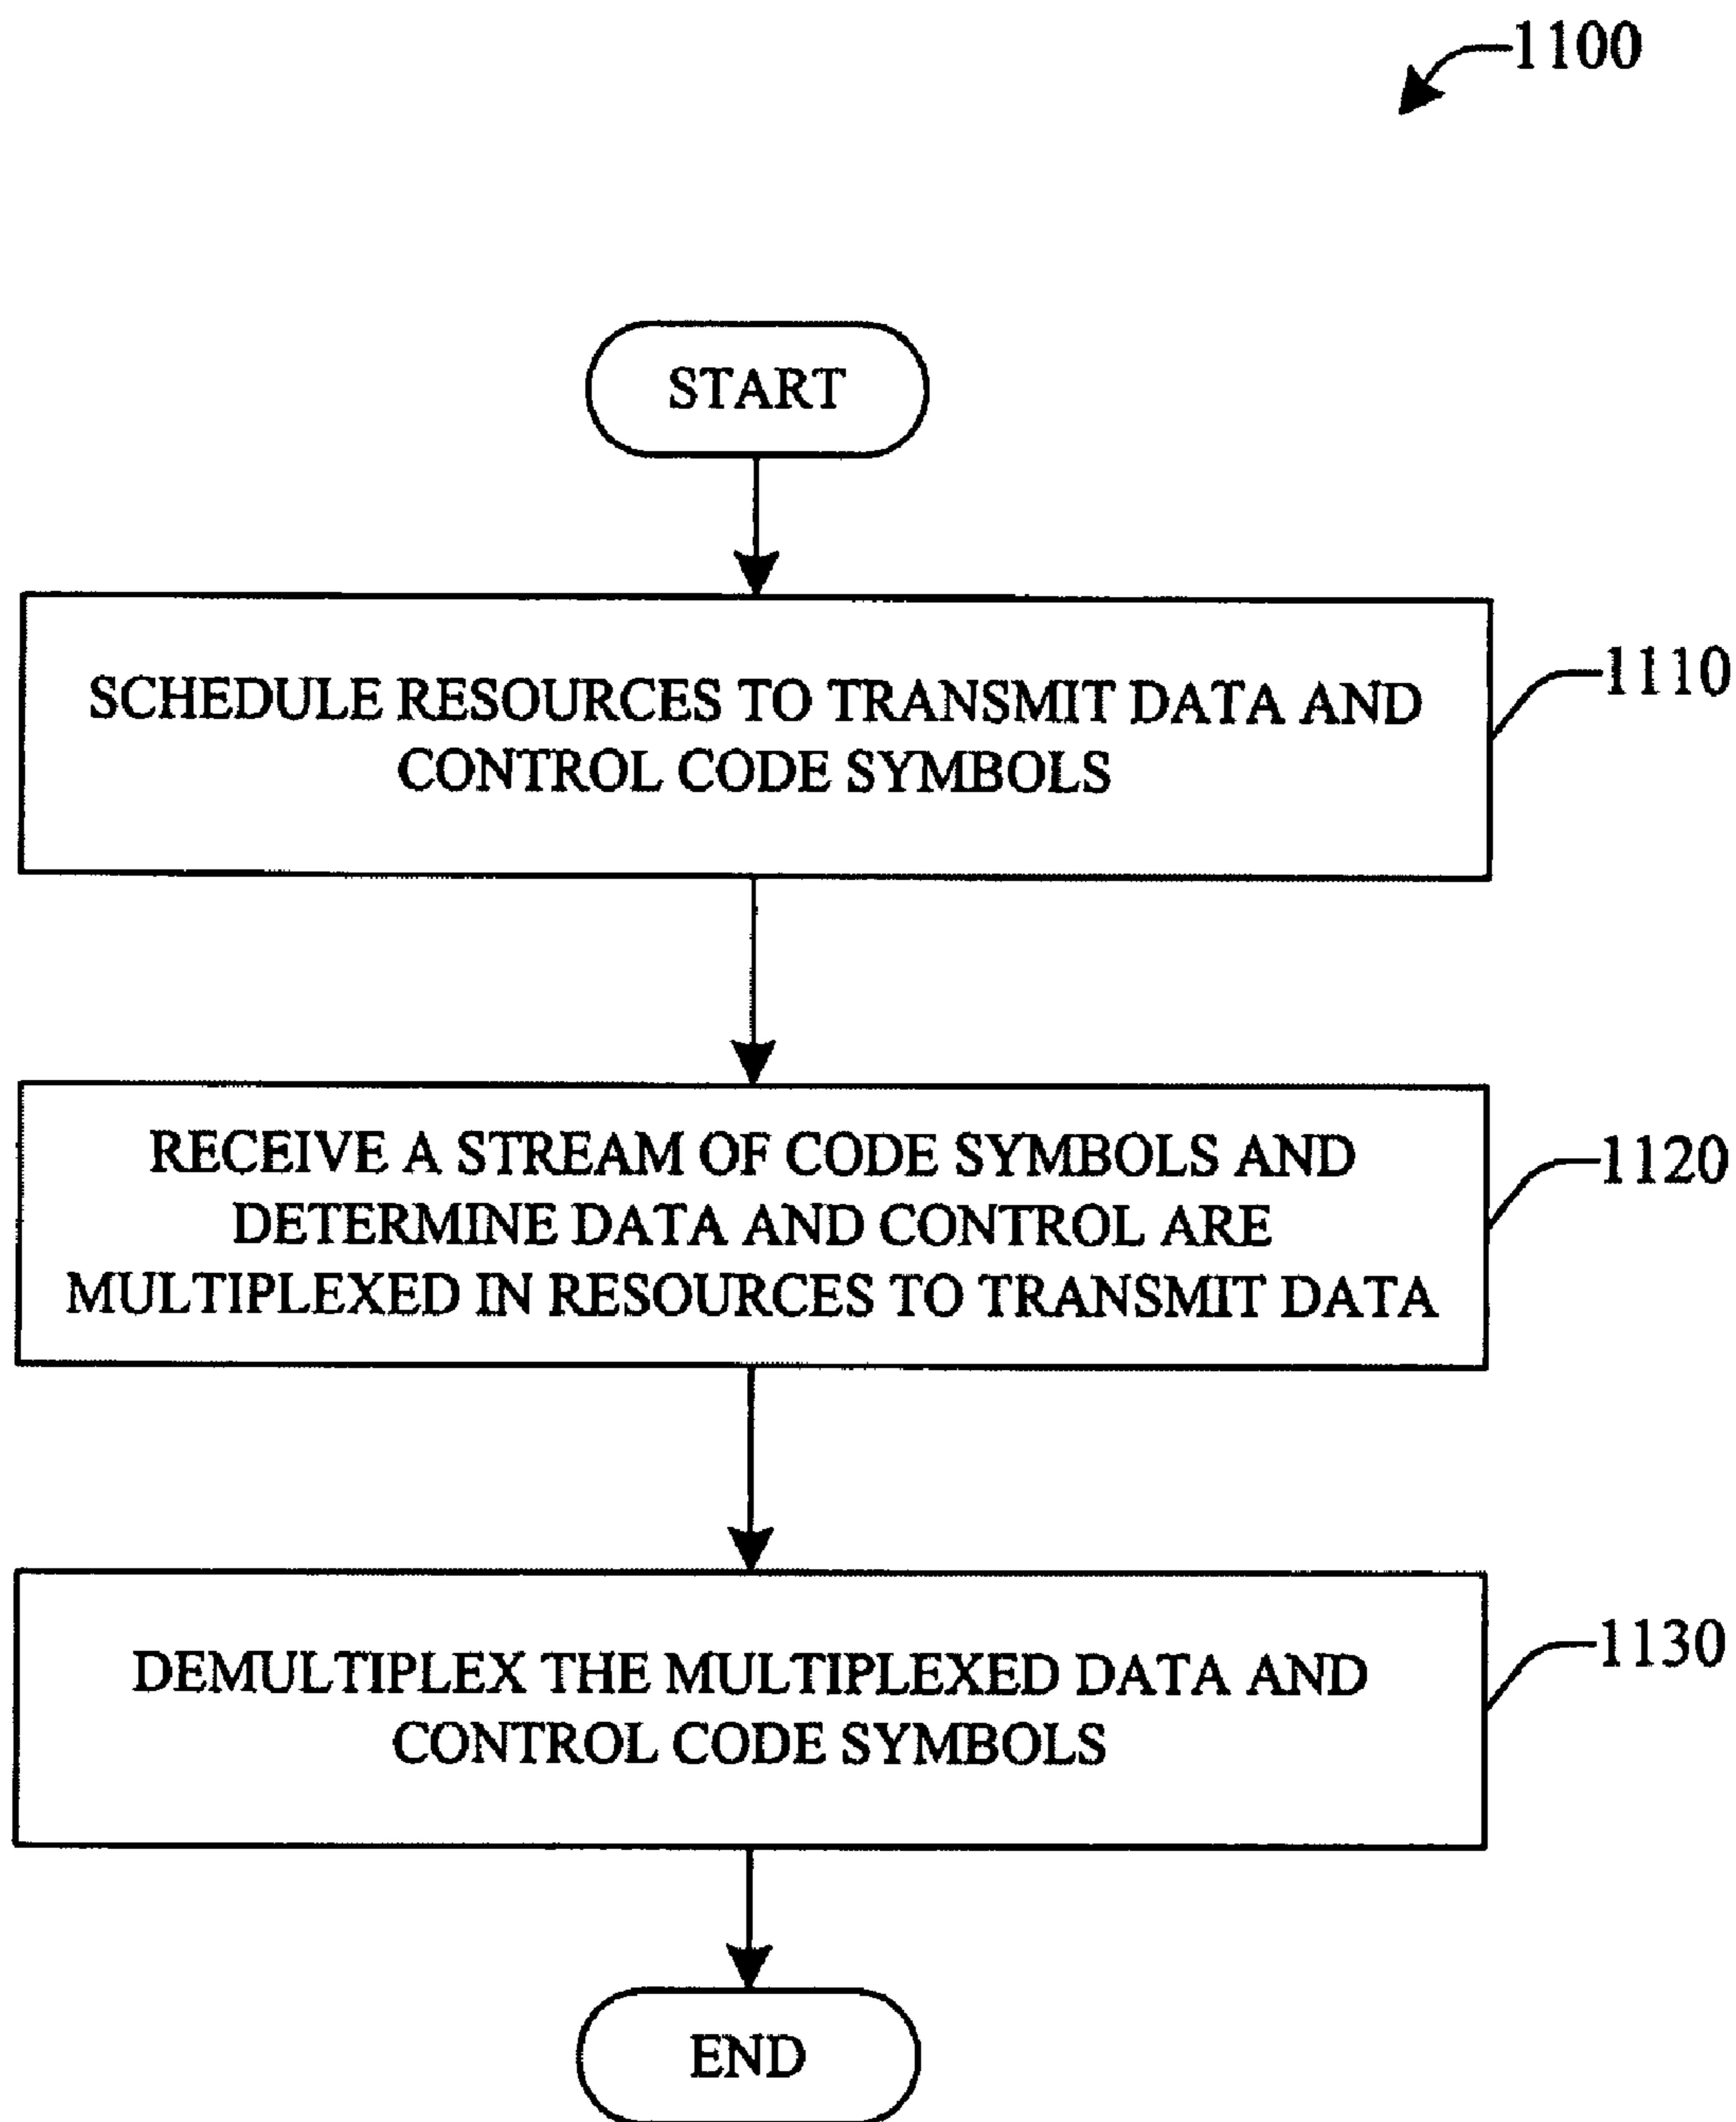 1100
START
SCHEDULE RESOURCES TO TRANSMIT DATA AND
CONTROL CODE SYMBOLS
1110
RECEIVE A STREAM OF CODE SYMBOLS AND
DETERMINE DATA AND CONTROL ARE
MULTIPLEXED IN RESOURCES TO TRANSMIT DATA
1120
DEMULTIPLEX THE MULTIPLEXED DATA AND
CONTROL CODE SYMBOLS
1130
END